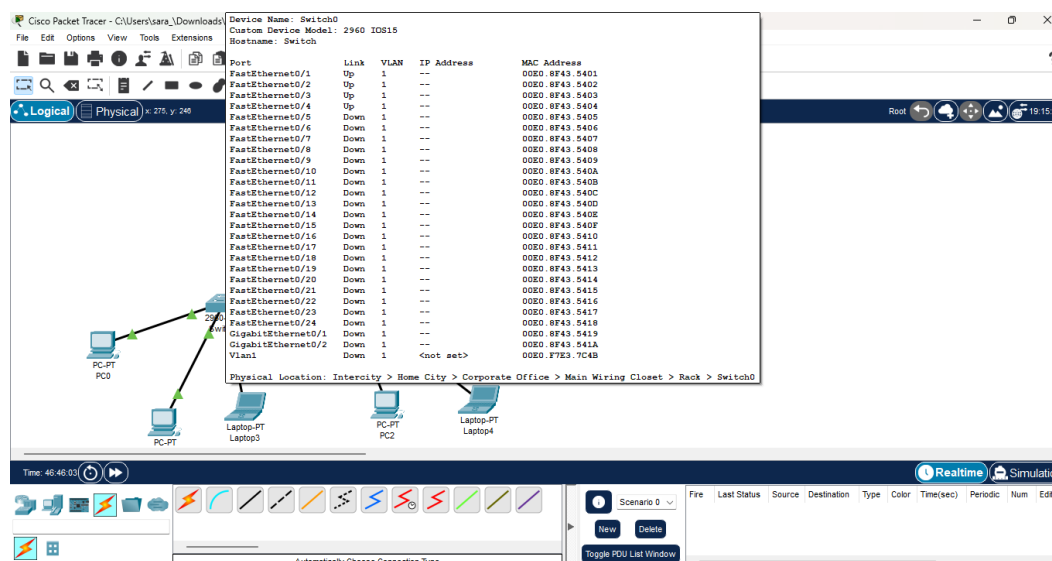 Cisco Packet Tracer - C:\Users\sara_\Downloads\
File Edit Options View Tools Extensions
Logical Physical x: 275, y: 246
Root 19:15:
Device Name: Switch0
Custom Device Model: 2960 IOS15
Hostname: Switch
Port Link VLAN IP Address MAC Address
FastEthernet0/1 Up 1 -- 00E0.8F43.5401
FastEthernet0/2 Up 1 -- 00E0.8F43.5402
FastEthernet0/3 Up 1 -- 00E0.8F43.5403
FastEthernet0/4 Up 1 -- 00E0.8F43.5404
FastEthernet0/5 Down 1 -- 00E0.8F43.5405
FastEthernet0/6 Down 1 -- 00E0.8F43.5406
FastEthernet0/7 Down 1 -- 00E0.8F43.5407
FastEthernet0/8 Down 1 -- 00E0.8F43.5408
FastEthernet0/9 Down 1 -- 00E0.8F43.5409
FastEthernet0/10 Down 1 -- 00E0.8F43.540A
FastEthernet0/11 Down 1 -- 00E0.8F43.540B
FastEthernet0/12 Down 1 -- 00E0.8F43.540C
FastEthernet0/13 Down 1 -- 00E0.8F43.540D
FastEthernet0/14 Down 1 -- 00E0.8F43.540E
FastEthernet0/15 Down 1 -- 00E0.8F43.540F
FastEthernet0/16 Down 1 -- 00E0.8F43.5410
FastEthernet0/17 Down 1 -- 00E0.8F43.5411
FastEthernet0/18 Down 1 -- 00E0.8F43.5412
FastEthernet0/19 Down 1 -- 00E0.8F43.5413
FastEthernet0/20 Down 1 -- 00E0.8F43.5414
FastEthernet0/21 Down 1 -- 00E0.8F43.5415
FastEthernet0/22 Down 1 -- 00E0.8F43.5416
FastEthernet0/23 Down 1 -- 00E0.8F43.5417
FastEthernet0/24 Down 1 -- 00E0.8F43.5418
GigabitEthernet0/1 Down 1 -- 00E0.8F43.5419
GigabitEthernet0/2 Down 1 -- 00E0.8F43.541A
Vlan1 Down 1 <not set> 00E0.F7E3.7C4B
Physical Location: Intercity > Home City > Corporate Office > Main Wiring Closet > Rack > Switch0
PC-PT
PC0
PC-PT
Laptop-PT
Laptop3
PC-PT
PC2
Laptop-PT
Laptop4
Time: 46:46:03
Realtime Simulatio
Scenario 0
New Delete
Toggle PDU List Window
Fire Last Status Source Destination Type Color Time(sec) Periodic Num Edit